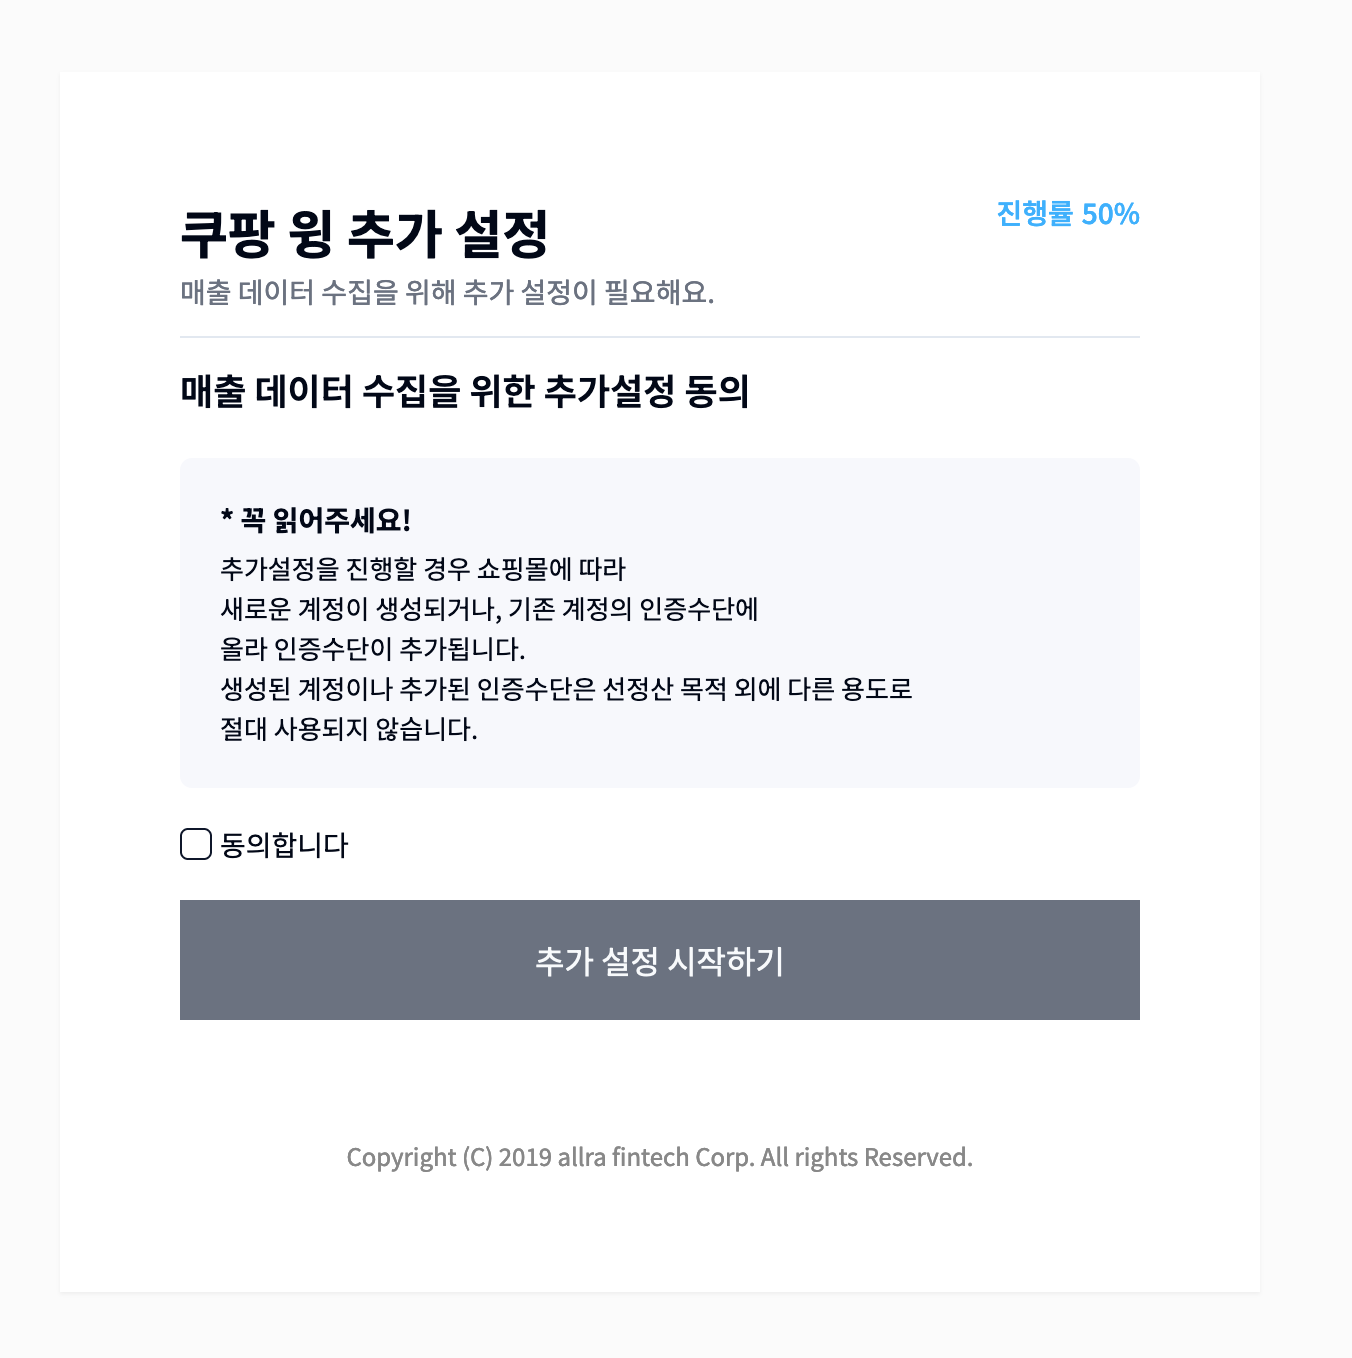 쿠팡 윙 추가 설정
진행률 50%
매출 데이터 수집을 위해 추가 설정이 필요해요.
매출 데이터 수집을 위한 추가설정 동의
* 꼭 읽어주세요!
추가설정을 진행할 경우 쇼핑몰에 따라
새로운 계정이 생성되거나, 기존 계정의 인증수단에
올라 인증수단이 추가됩니다.
생성된 계정이나 추가된 인증수단은 선정산 목적 외에 다른 용도로
절대 사용되지 않습니다.
동의합니다
추가 설정 시작하기
Copyright (C) 2019 allra fintech Corp. All rights Reserved.